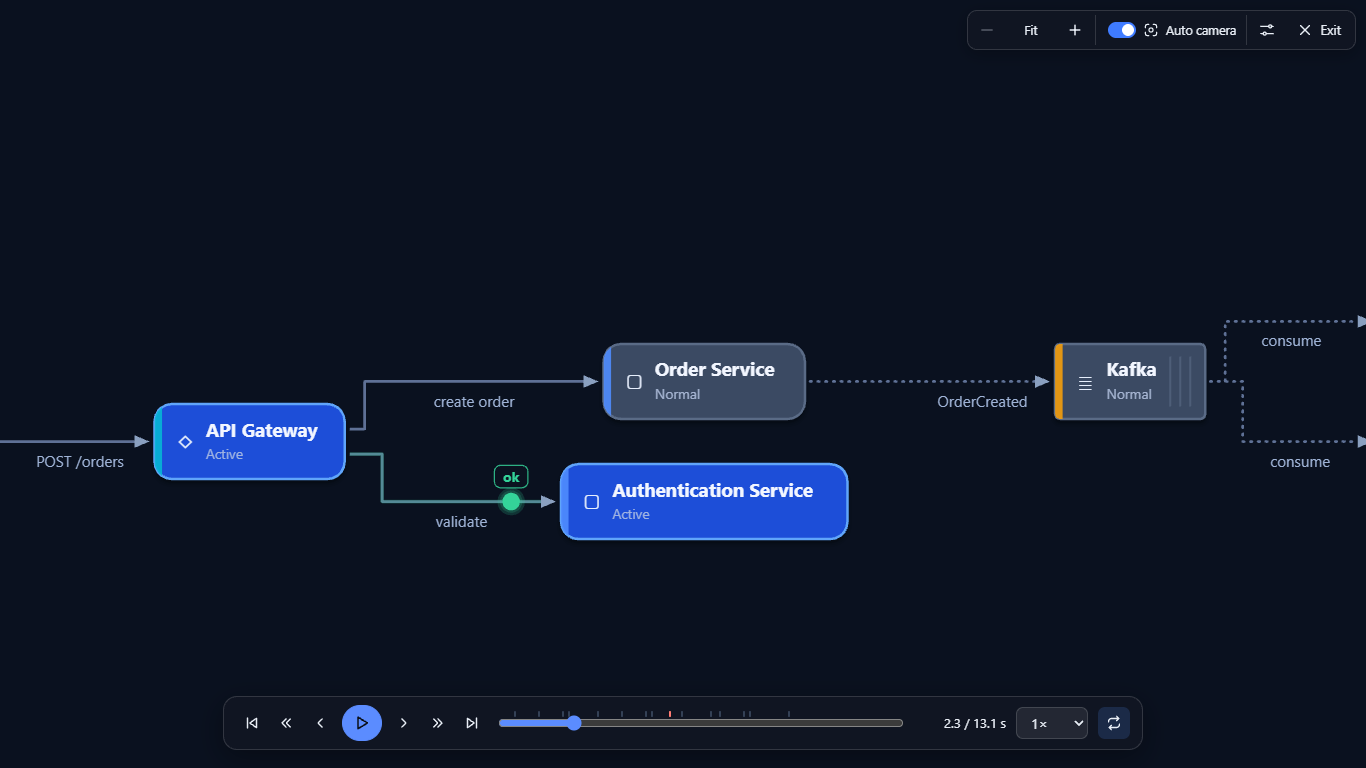 Fit
Auto camera
Exit
consume
Order Service
Normal
Kafka
Normal
create order
OrderCreated
API Gateway
Active
POST /orders
consume
ok
Authentication Service
Active
validate
2.3 / 13.1 s
1×